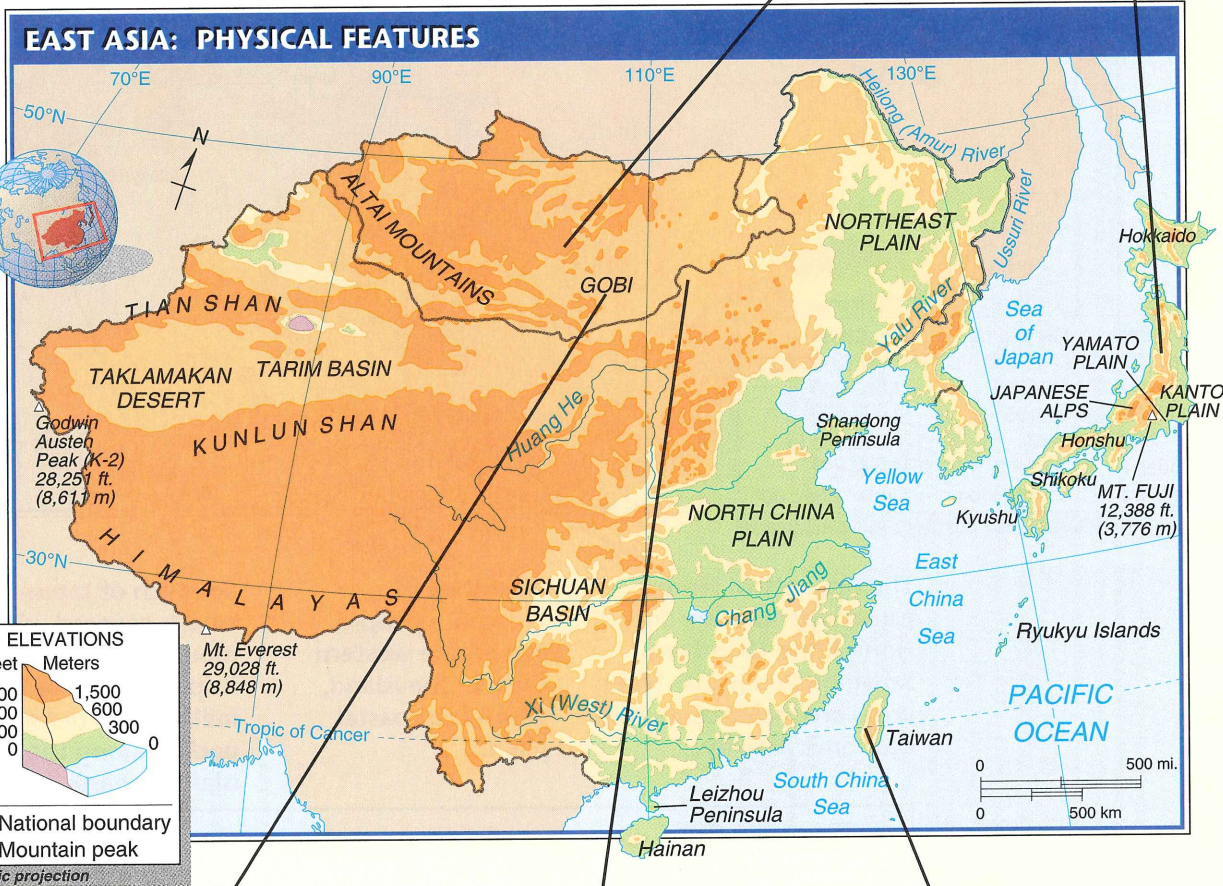 EAST ASIA: PHYSICAL FEATURES
70°E
90°E
110°E
130°E
50°N
N
Heilong (Amur) River
ALTAI MOUNTAINS
NORTHEAST
PLAIN
Ussuri River
Hokkaido
GOBI
TIAN SHAN
Yalu River
Sea
of
Japan
YAMATO
PLAIN
TAKLAMAKAN
DESERT
TARIM BASIN
JAPANESE
ALPS
KANTO
PLAIN
Godwin
Austen
Peak (K-2)
28,251 ft.
(8,611 m)
KUNLUN SHAN
Huang He
Shandong
Peninsula
Honshu
Yellow
Sea
Shikoku
MT. FUJI
12,388 ft.
(3,776 m)
Kyushu
NORTH CHINA
PLAIN
30°N
HIMALAYAS
SICHUAN
BASIN
Chang Jiang
East
China
Sea
Ryukyu Islands
Mt. Everest
29,028 ft.
(8,848 m)
ELEVATIONS
Meters
1,500
600
300
0
0
Xi (West) River
Tropic of Cancer
PACIFIC
OCEAN
Taiwan
0 500 mi.
0 500 km
South China
Sea
Leizhou
Peninsula
Hainan
National boundary
Mountain peak
projection